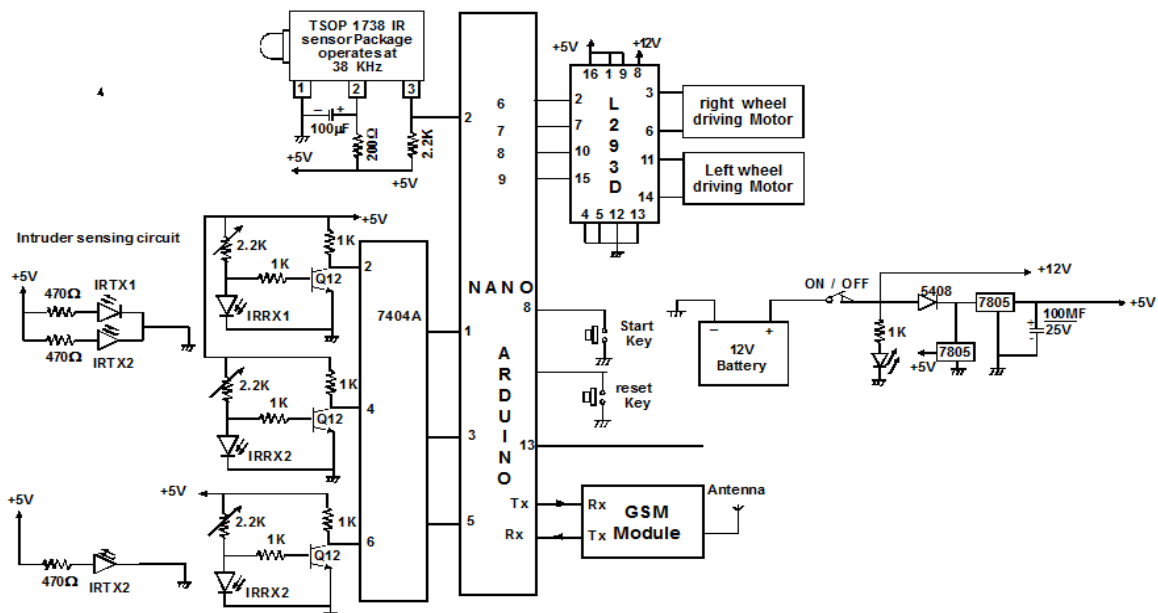 TSOP 1738 IR
sensor Package
operates at
38 KHz
1
2
3
− +
100µF
200Ω
2.2K
+5V
+5V
2
6
7
8
9
+5V
+12V
16 1 9 8
2
7
10
15
L293D
3
6
11
14
4 5 12 13
right wheel
driving Motor
Left wheel
driving Motor
Intruder sensing circuit
+5V
470Ω
IRTX1
470Ω
IRTX2
+5V
2.2K
1K
1K
Q12
IRRX1
2
2.2K
1K
1K
Q12
IRRX2
4
+5V
2.2K
1K
1K
Q12
IRRX2
6
7404A
1
3
5
+5V
470Ω
IRTX2
NANO
ARDUINO
8
Start
Key
reset
Key
13
Tx
Rx
Rx
Tx
GSM
Module
Antenna
− +
12V
Battery
ON / OFF
+12V
5408
7805
+5V
1K
+5V
7805
+
-
100MF
25V